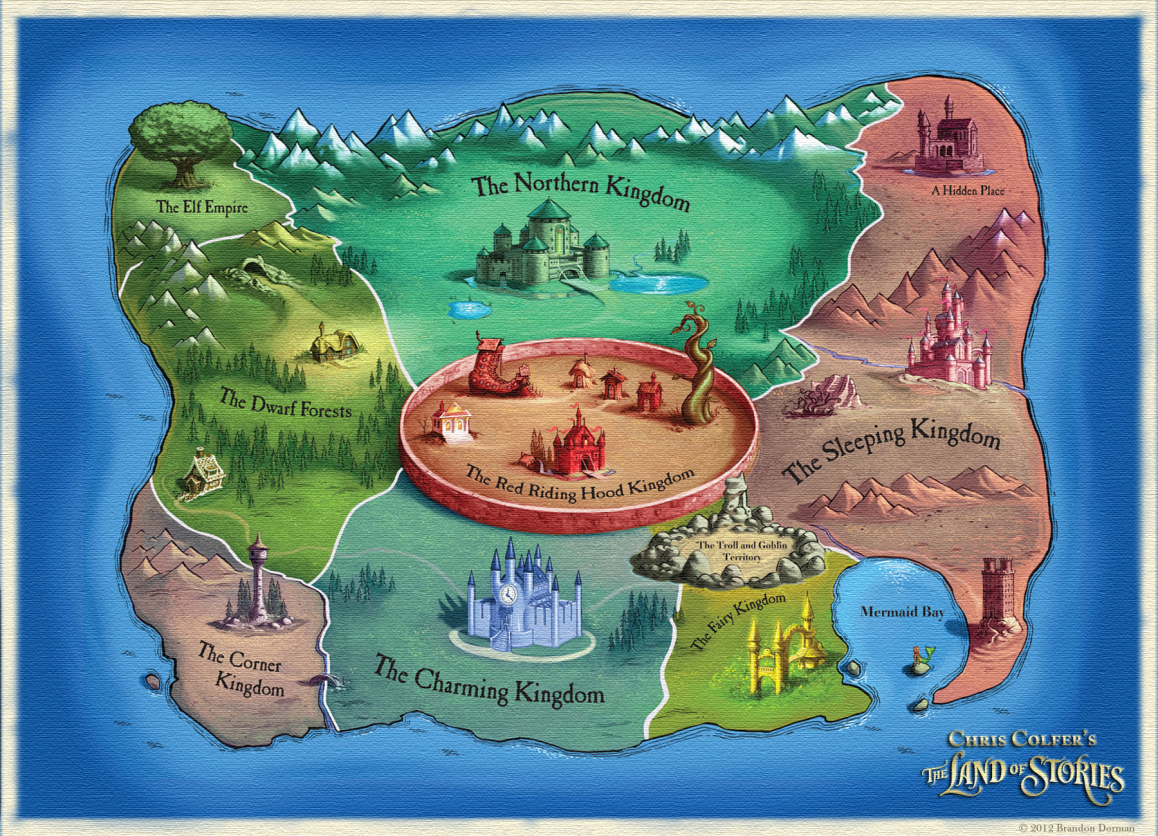 The Northern Kingdom
A Hidden Place
The Elf Empire
The Dwarf Forests
The Sleeping Kingdom
The Red Riding Hood Kingdom
The Troll and Goblin
Territory
The Fairy Kingdom
Mermaid Bay
The Corner
Kingdom
The Charming Kingdom
CHRIS COLFER'S
THE LAND OF STORIES
© 2012 Brandon Dorman